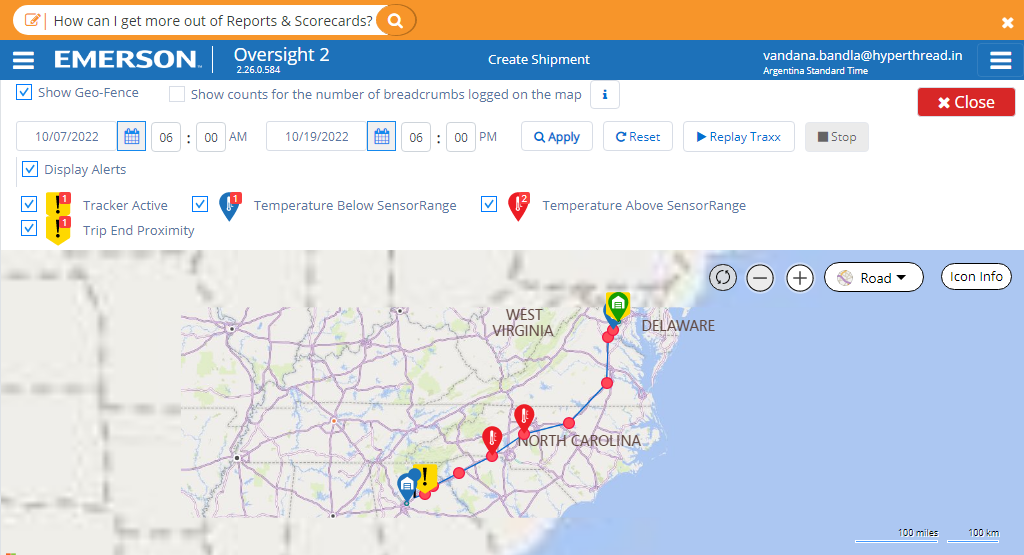 How can I get more out of Reports & Scorecards?
EMERSON™ Oversight 2
2.26.0.584
Create Shipment
vandana.bandla@hyperthread.in
Argentina Standard Time
Show Geo-Fence Show counts for the number of breadcrumbs logged on the map i
Close
10/07/2022 06 : 00 AM 10/19/2022 06 : 00 PM Apply Reset Replay Traxx Stop
Display Alerts
! 1 Tracker Active 1 Temperature Below SensorRange 2 Temperature Above SensorRange
! 1 Trip End Proximity
Road Icon Info
WEST
VIRGINIA
DELAWARE
NORTH CAROLINA
!
100 miles 100 km